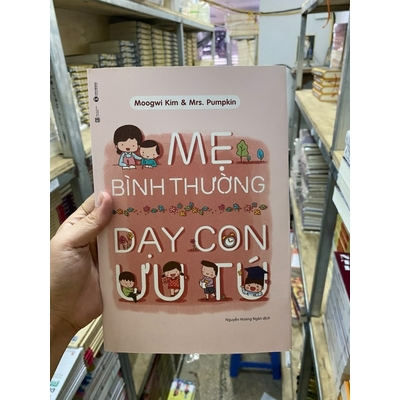 Moogwi Kim & Mrs. Pumpkin
MẸ
BÌNH THƯỜNG
DẠY CON
ƯU TÚ
Nguyễn Hoàng Ngân dịch